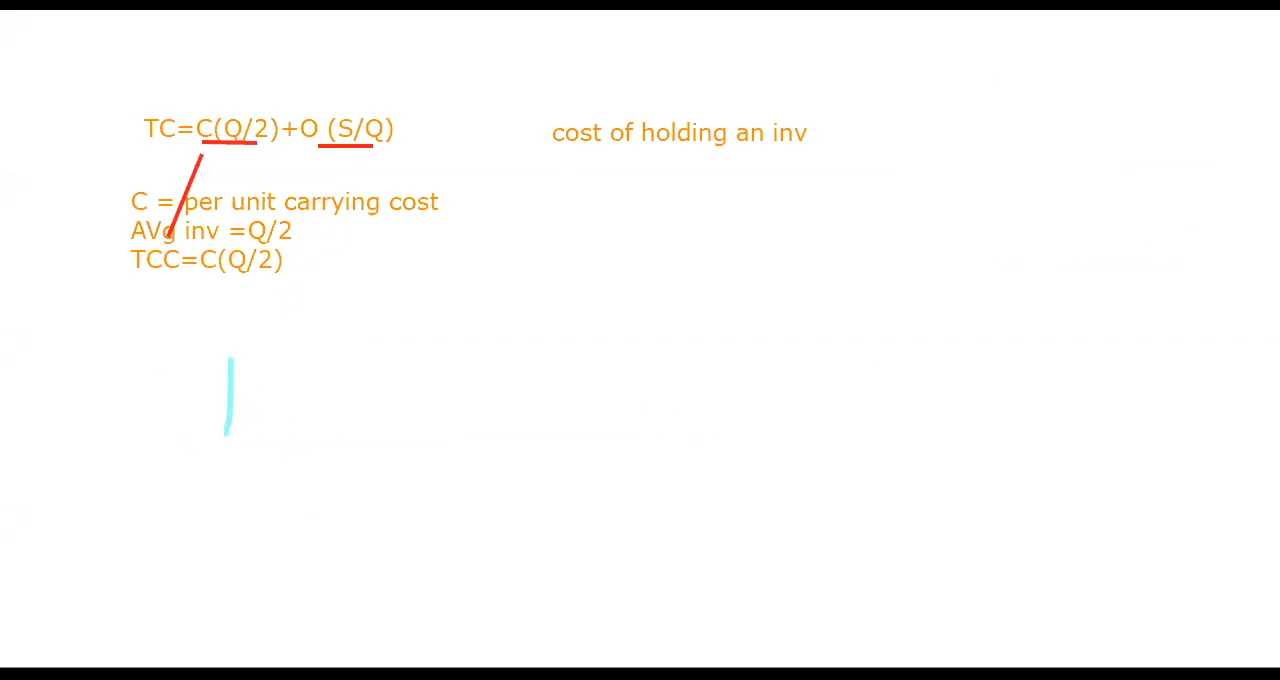 TC=C(Q/2)+O (S/Q)
cost of holding an inv
C = per unit carrying cost
AVg inv =Q/2
TCC=C(Q/2)